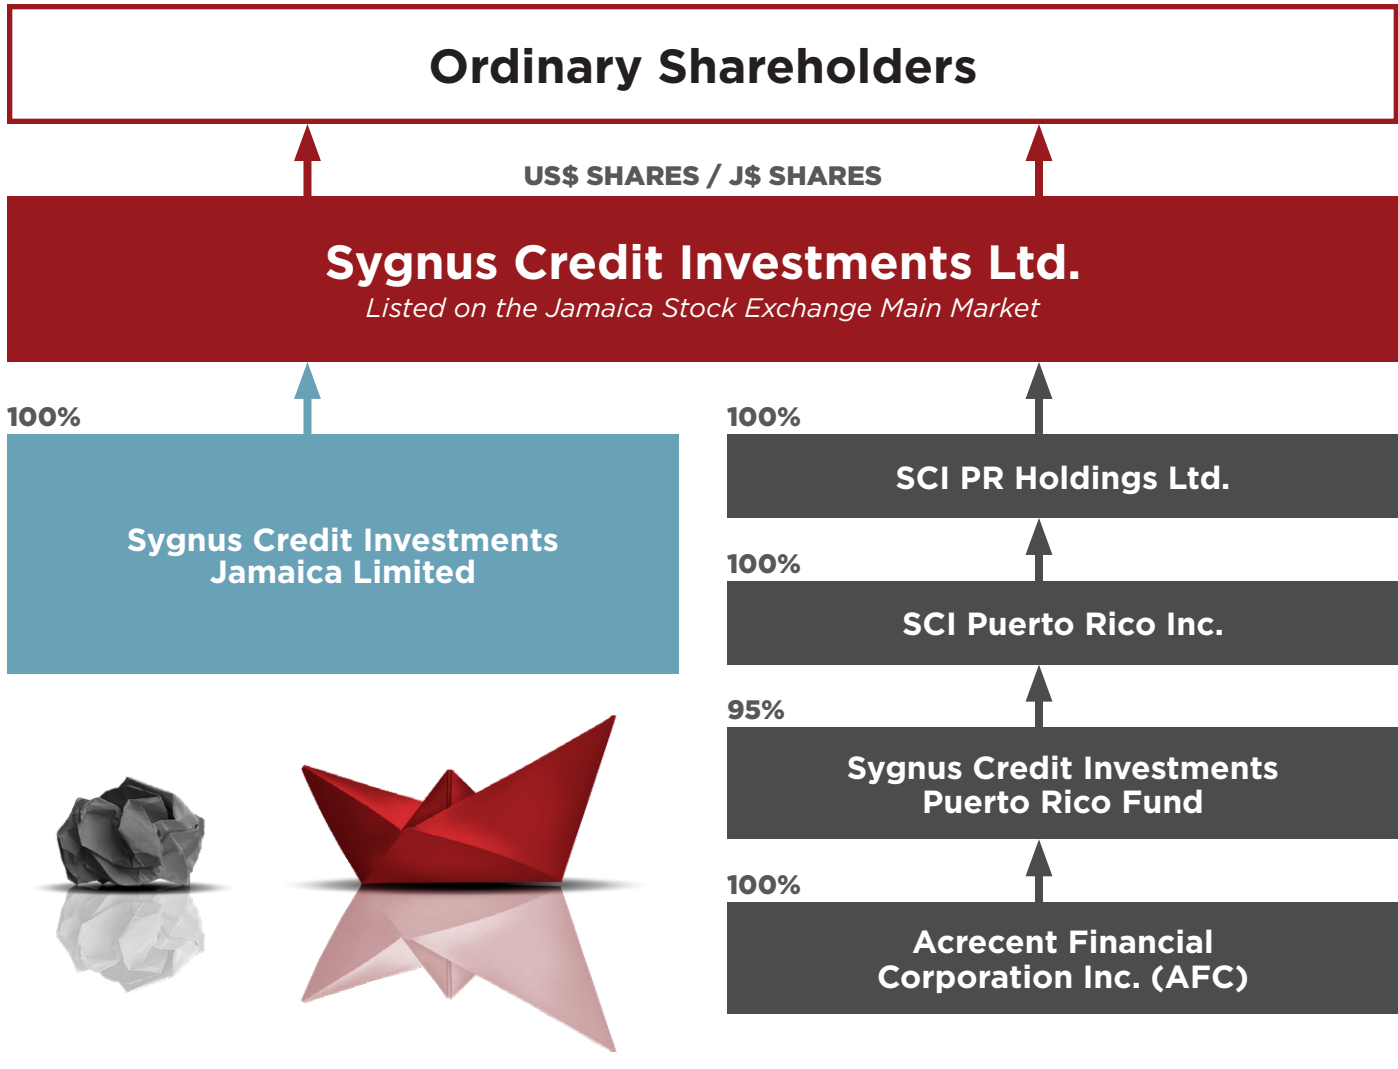 Ordinary Shareholders
US$ SHARES / J$ SHARES
Sygnus Credit Investments Ltd.
Listed on the Jamaica Stock Exchange Main Market
100%
Sygnus Credit Investments
Jamaica Limited
100%
SCI PR Holdings Ltd.
100%
SCI Puerto Rico Inc.
95%
Sygnus Credit Investments
Puerto Rico Fund
100%
Acrecent Financial
Corporation Inc. (AFC)